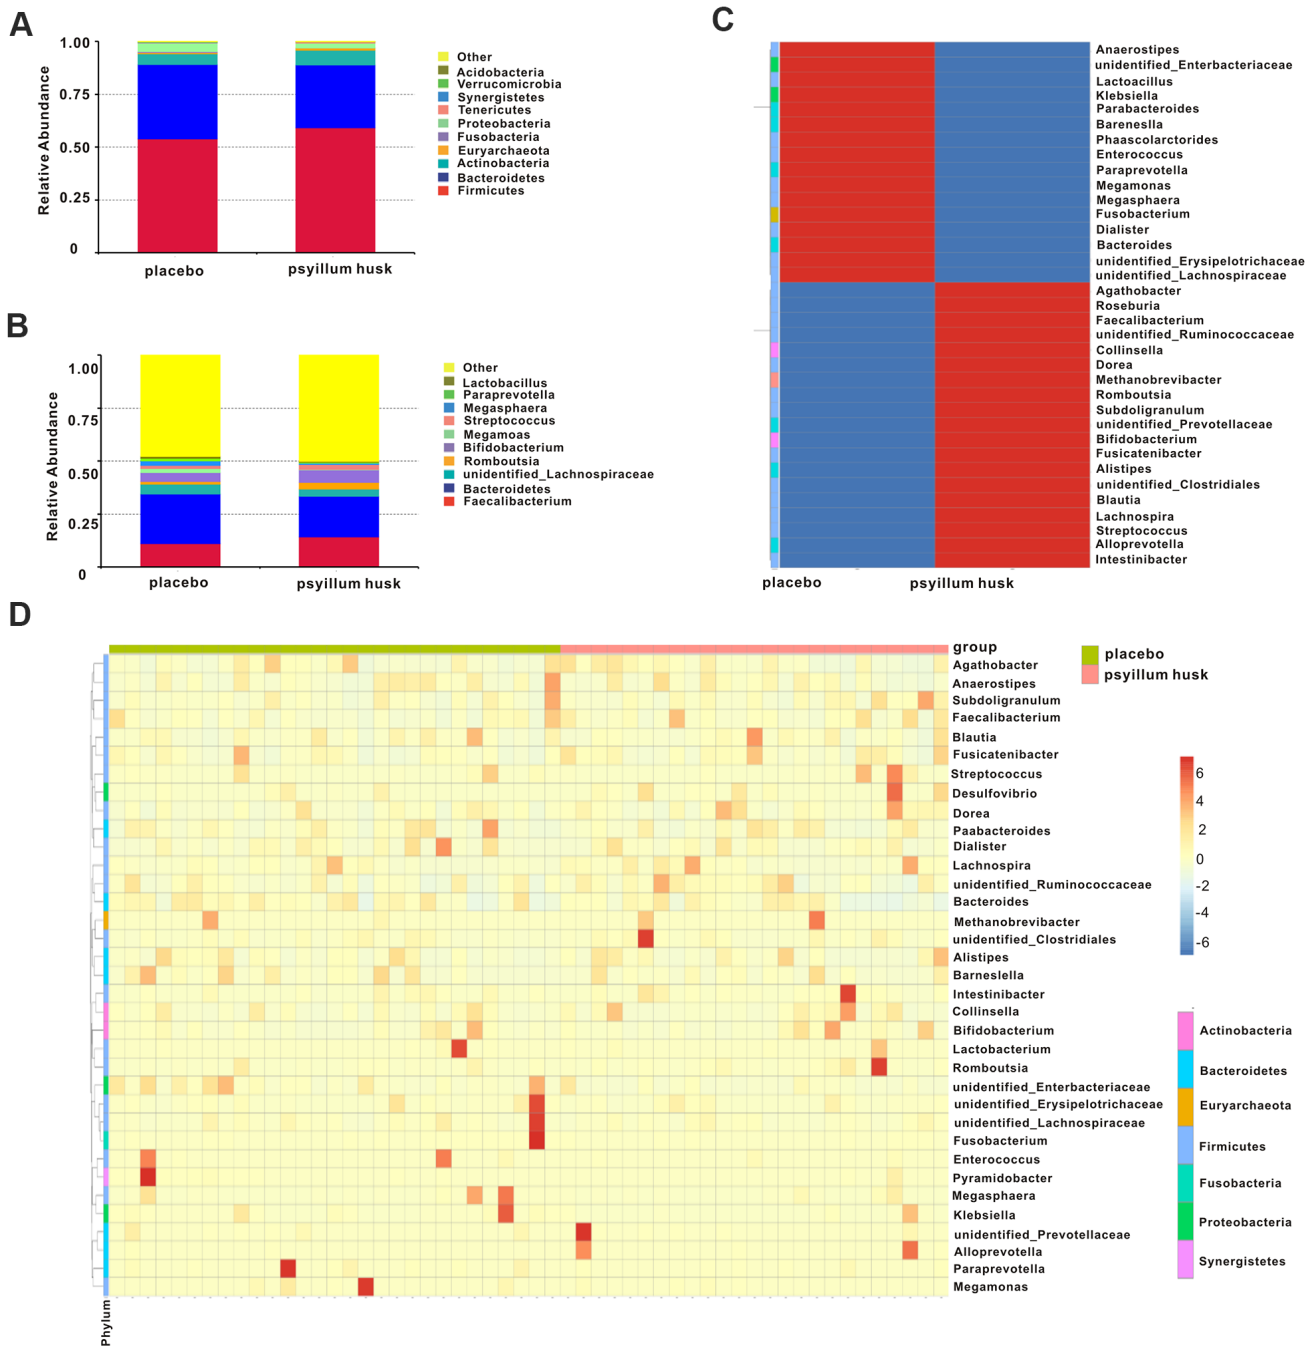 A
1.00
0.75
0.50
0.25
0
Relative Abundance
placebo
psyillum husk
Other
Acidobacteria
Verrucomicrobia
Synergistetes
Tenericutes
Proteobacteria
Fusobacteria
Euryarchaeota
Actinobacteria
Bacteroidetes
Firmicutes
B
1.00
0.75
0.50
0.25
0
Relative Abundance
placebo
psyillum husk
Other
Lactobacillus
Paraprevotella
Megasphaera
Streptococcus
Megamoas
Bifidobacterium
Romboutsia
unidentified_Lachnospiraceae
Bacteroidetes
Faecalibacterium
C
Anaerostipes
unidentified_Enterbacteriaceae
Lactoacillus
Klebsiella
Parabacteroides
Bareneslla
Phaascolarctorides
Enterococcus
Paraprevotella
Megamonas
Megasphaera
Fusobacterium
Dialister
Bacteroides
unidentified_Erysipelotrichaceae
unidentified_Lachnospiraceae
Agathobacter
Roseburia
Faecalibacterium
unidentified_Ruminococcaceae
Collinsella
Dorea
Methanobrevibacter
Romboutsia
Subdoligranulum
unidentified_Prevotellaceae
Bifidobacterium
Fusicatenibacter
Alistipes
unidentified_Clostridiales
Blautia
Lachnospira
Streptococcus
Alloprevotella
Intestinibacter
placebo
psyillum husk
D
group
Agathobacter
Anaerostipes
Subdoligranulum
Faecalibacterium
Blautia
Fusicatenibacter
Streptococcus
Desulfovibrio
Dorea
Paabacteroides
Dialister
Lachnospira
unidentified_Ruminococcaceae
Bacteroides
Methanobrevibacter
unidentified_Clostridiales
Alistipes
Barneslella
Intestinibacter
Collinsella
Bifidobacterium
Lactobacterium
Romboutsia
unidentified_Enterbacteriaceae
unidentified_Erysipelotrichaceae
unidentified_Lachnospiraceae
Fusobacterium
Enterococcus
Pyramidobacter
Megasphaera
Klebsiella
unidentified_Prevotellaceae
Alloprevotella
Paraprevotella
Megamonas
Phylum
placebo
psyillum husk
6
4
2
0
-2
-4
-6
Actinobacteria
Bacteroidetes
Euryarchaeota
Firmicutes
Fusobacteria
Proteobacteria
Synergistetes